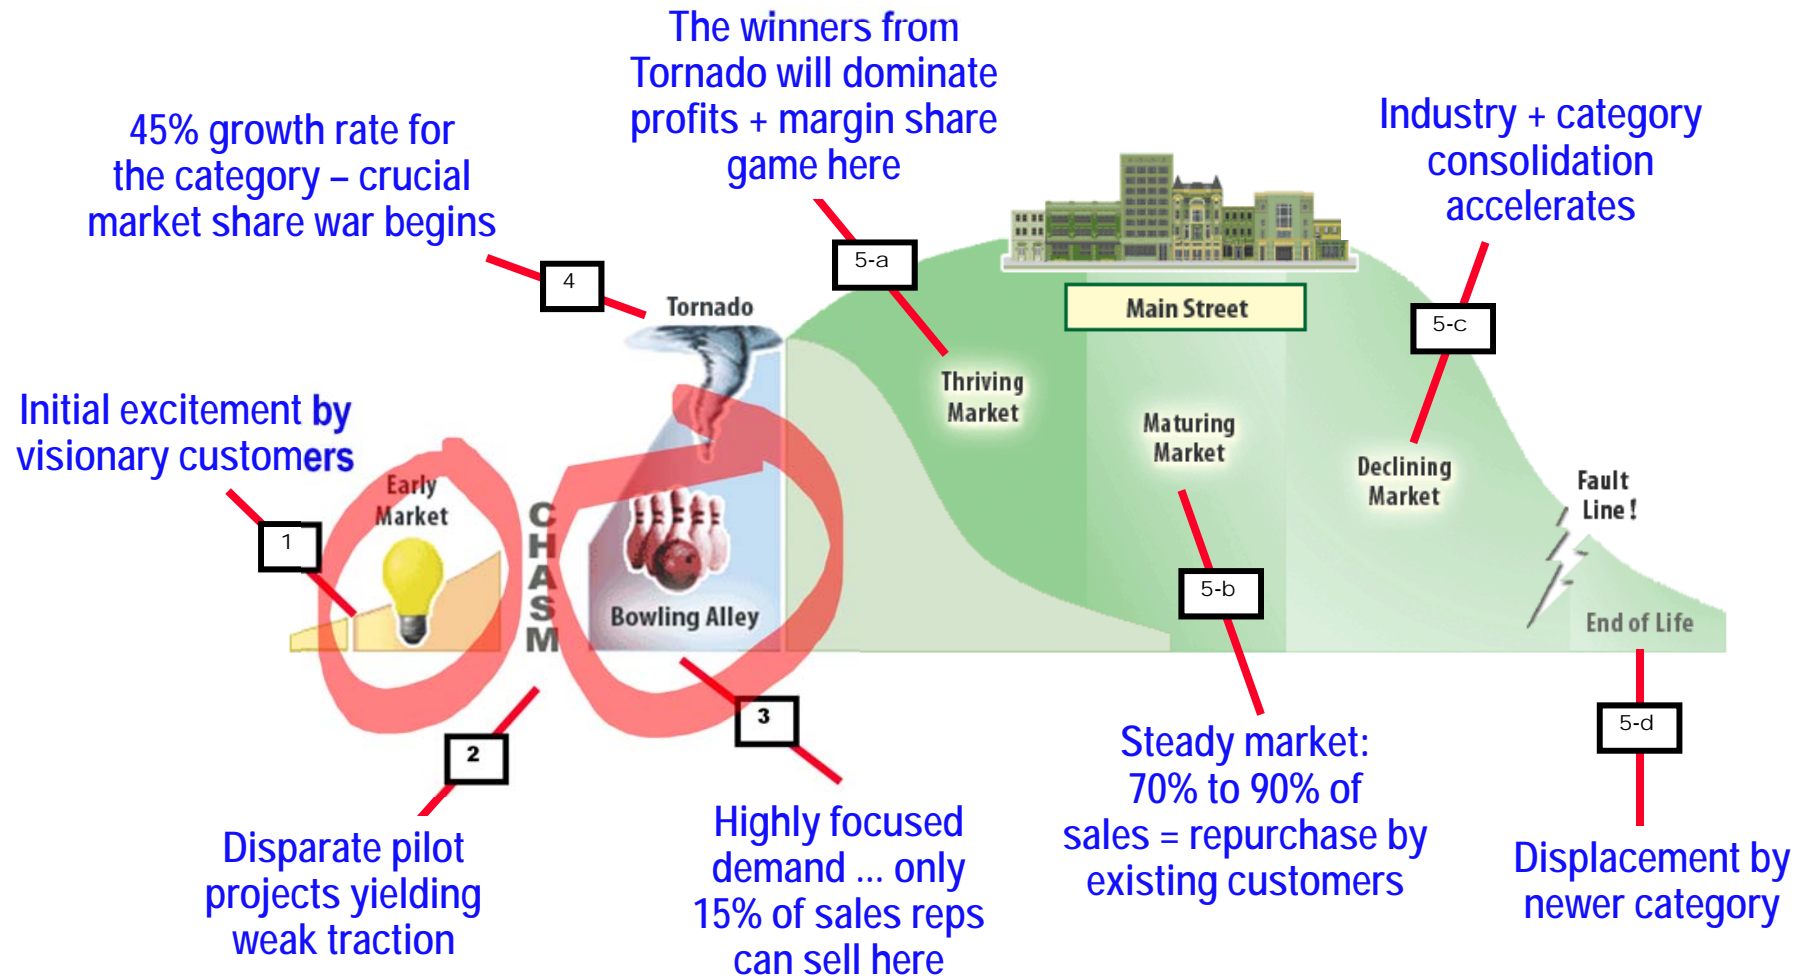 The winners from
Tornado will dominate
profits + margin share
game here
45% growth rate for
the category – crucial
market share war begins
Industry + category
consolidation
accelerates
4
5-a
5-c
Tornado
Main Street
Initial excitement by
visionary customers
Thriving
Market
Maturing
Market
Declining
Market
Fault
Line!
Early
Market
CHASM
1
Bowling Alley
5-b
End of Life
2
3
5-d
Disparate pilot
projects yielding
weak traction
Highly focused
demand ... only
15% of sales reps
can sell here
Steady market:
70% to 90% of
sales = repurchase by
existing customers
Displacement by
newer category